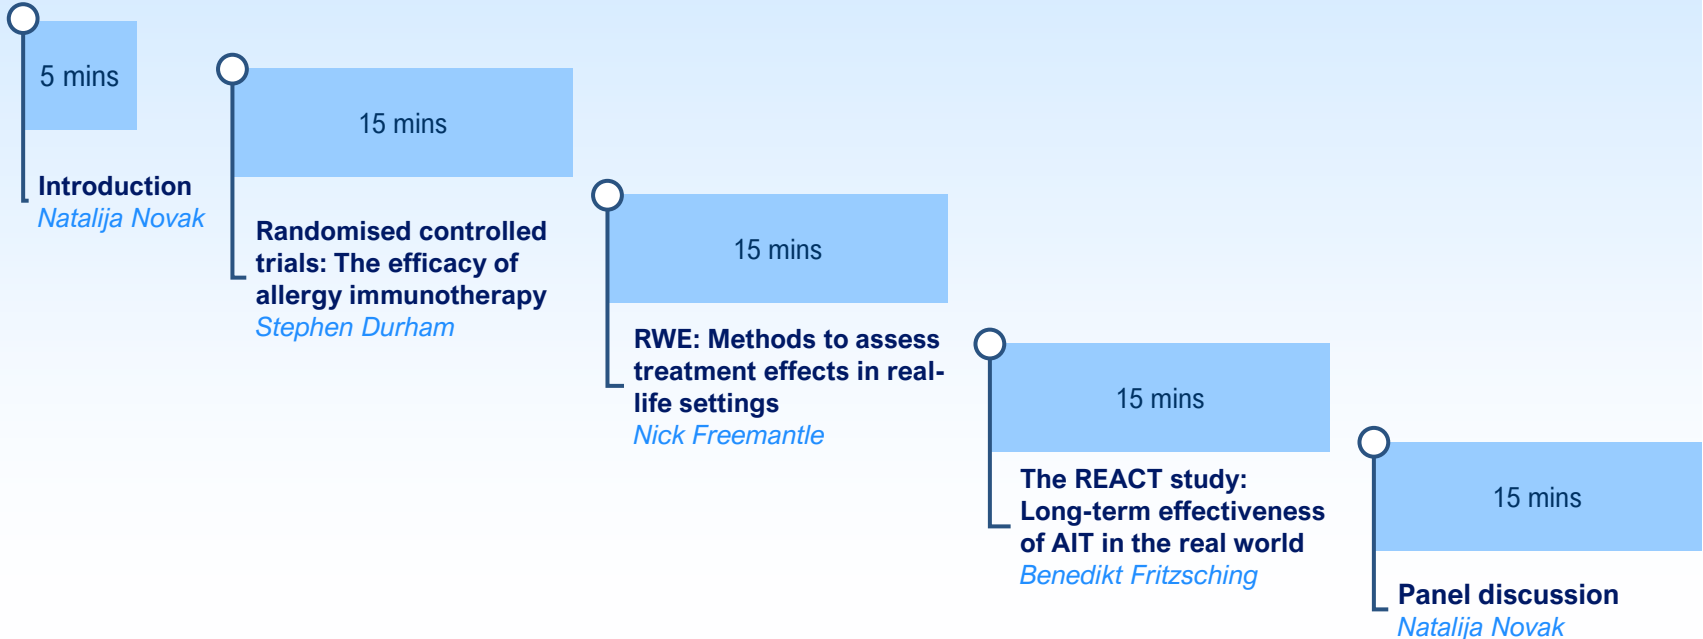 5 mins
Introduction
Natalija Novak
15 mins
Randomised controlled
trials: The efficacy of
allergy immunotherapy
Stephen Durham
15 mins
RWE: Methods to assess
treatment effects in real-
life settings
Nick Freemantle
15 mins
The REACT study:
Long-term effectiveness
of AIT in the real world
Benedikt Fritzsching
15 mins
Panel discussion
Natalija Novak